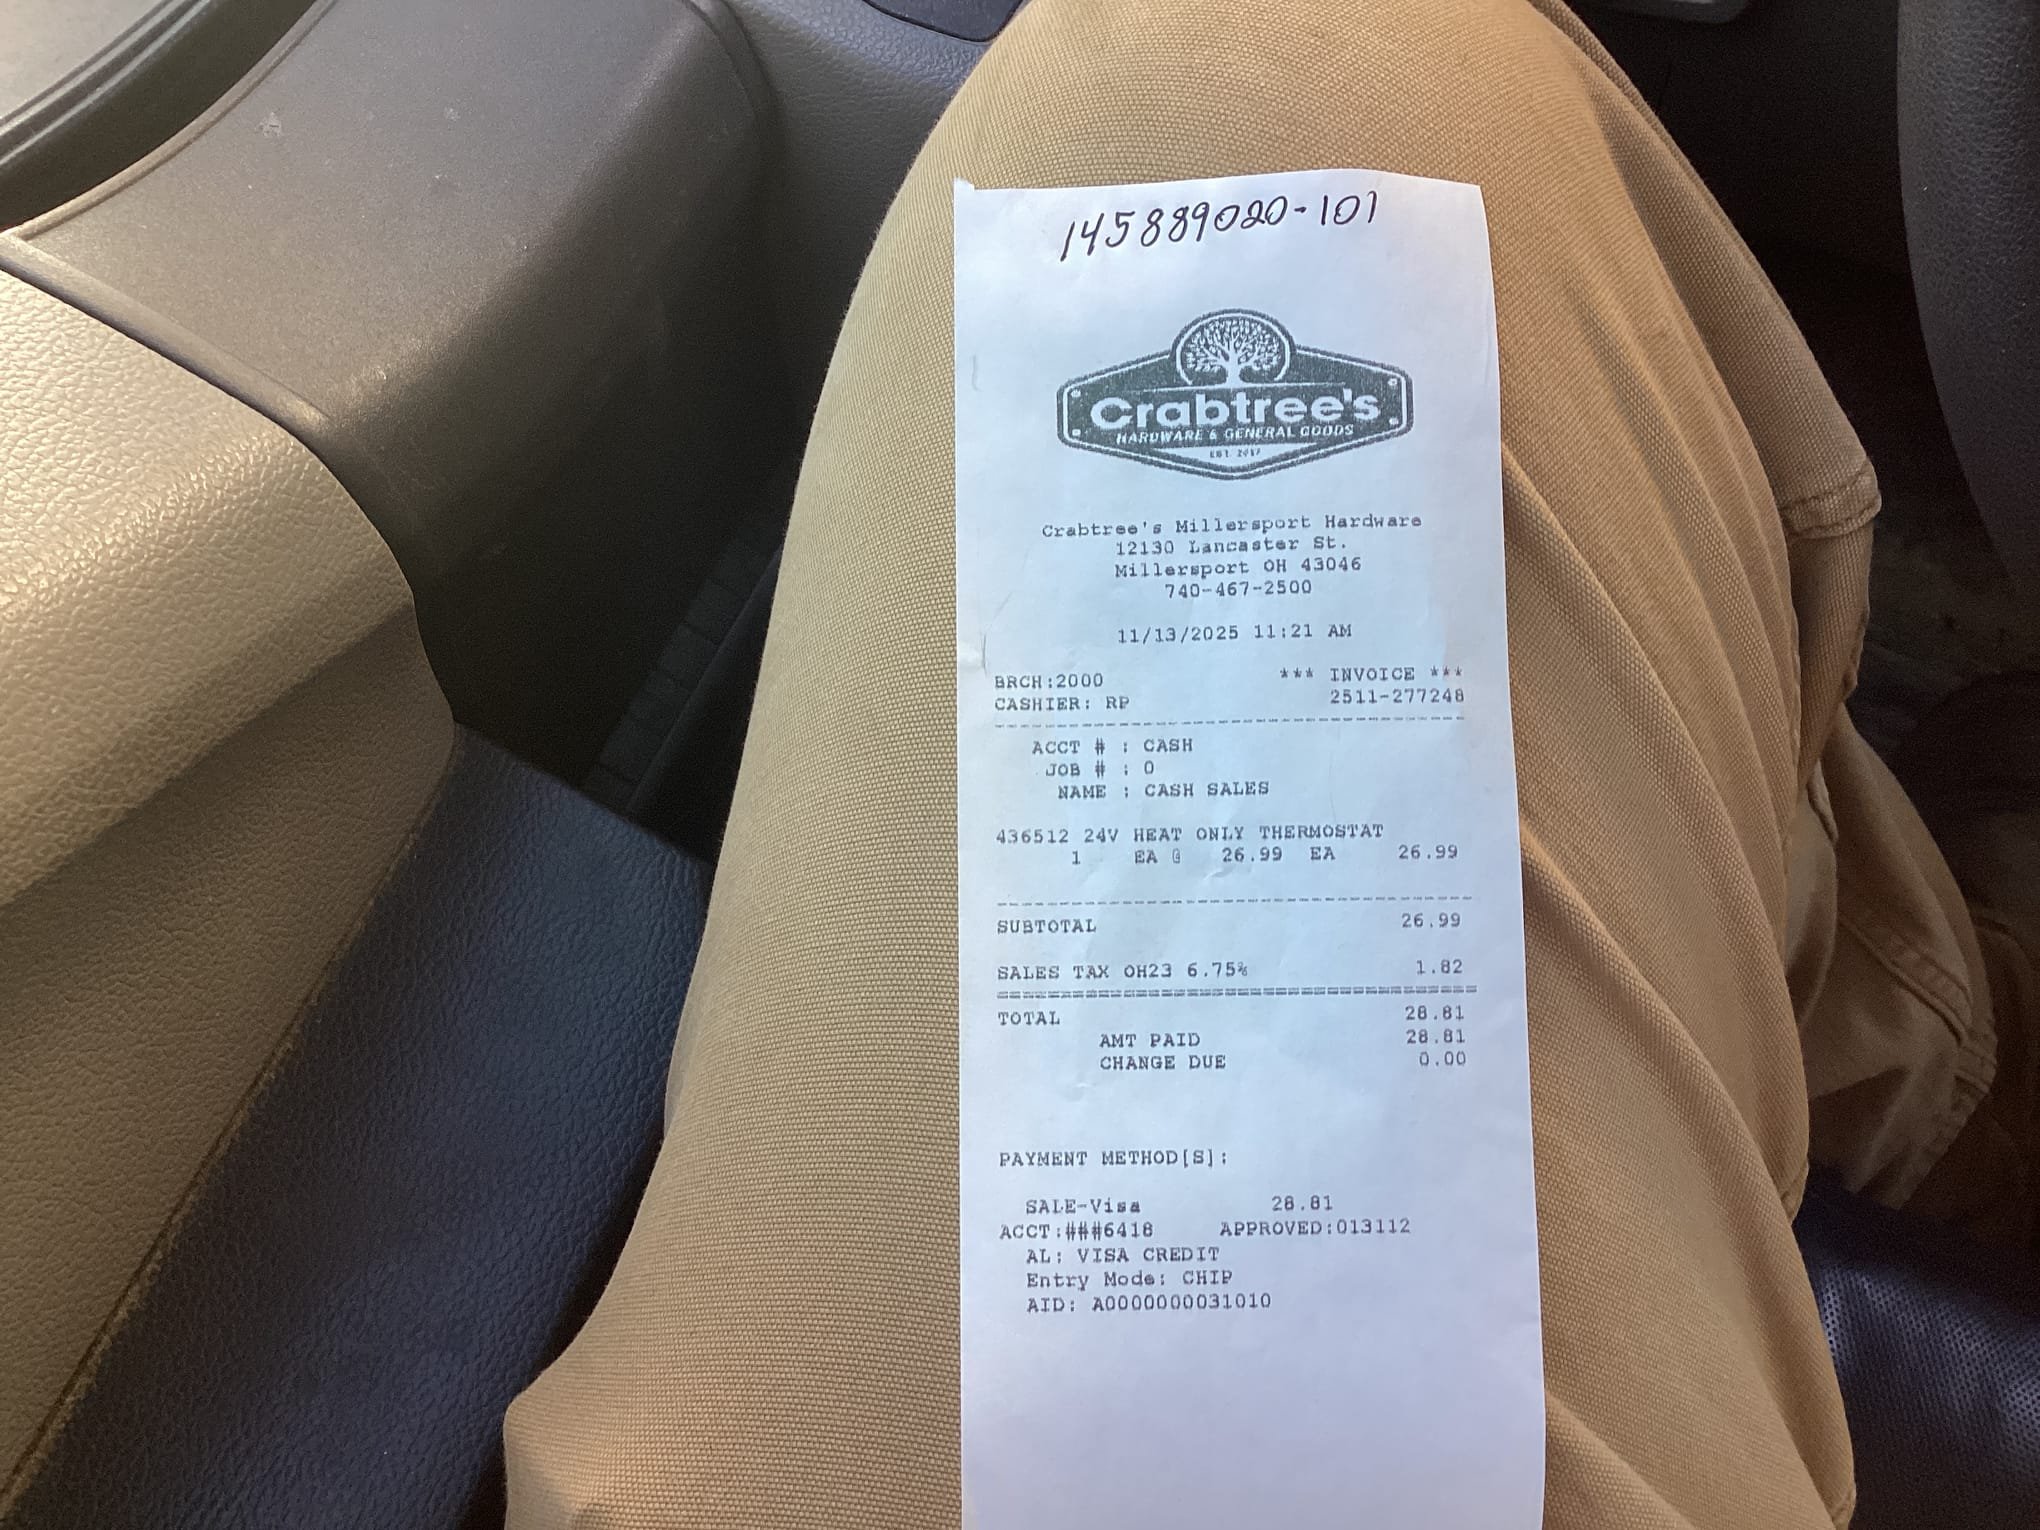 145889020-101
Crabtree's
HARDWARE & GENERAL GOODS
EST. 2017
Crabtree's Millersport Hardware
12130 Lancaster St.
Millersport OH 43046
740-467-2500
11/13/2025 11:21 AM
BRCH:2000 *** INVOICE ***
CASHIER: RP 2511-277248
ACCT # : CASH
JOB # : 0
NAME : CASH SALES
436512 24V HEAT ONLY THERMOSTAT
1 EA @ 26.99 EA 26.99
SUBTOTAL 26.99
SALES TAX OH23 6.75% 1.82
TOTAL 28.81
AMT PAID 28.81
CHANGE DUE 0.00
PAYMENT METHOD[S]:
SALE-Visa 28.81
ACCT:###6418 APPROVED:013112
AL: VISA CREDIT
Entry Mode: CHIP
AID: A0000000031010